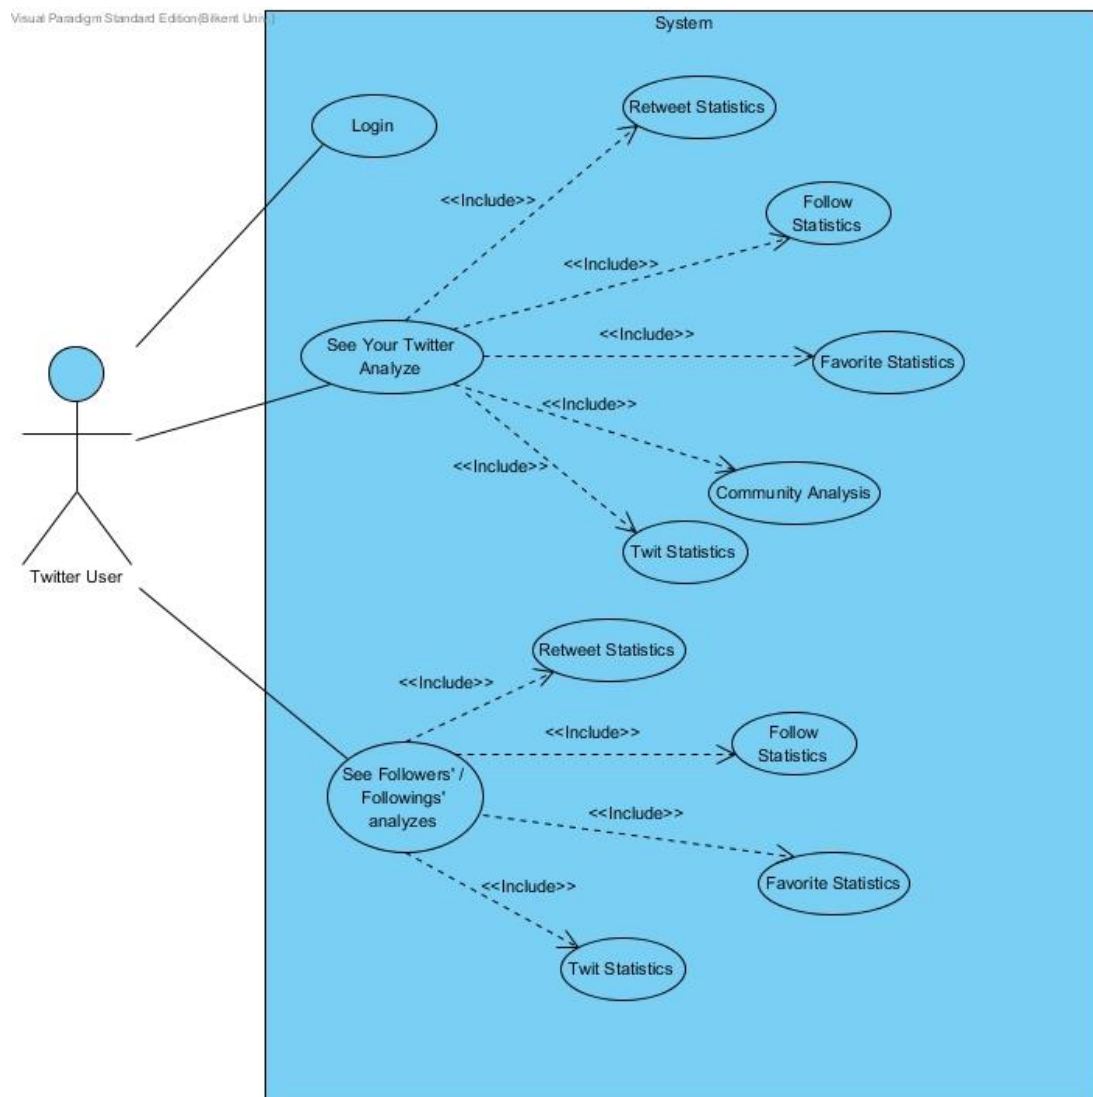 Visual Paradigm Standard Edition(Bilkent Univ.)
System
Login
Retweet Statistics
<<Include>>
Follow
Statistics
<<Include>>
See Your Twitter
Analyze
<<Include>>
Favorite Statistics
<<Include>>
<<Include>>
Community Analysis
Twit Statistics
Twitter User
Retweet Statistics
<<Include>>
<<Include>>
Follow
Statistics
See Followers' /
Followings'
analyzes
<<Include>>
<<Include>>
Favorite Statistics
Twit Statistics